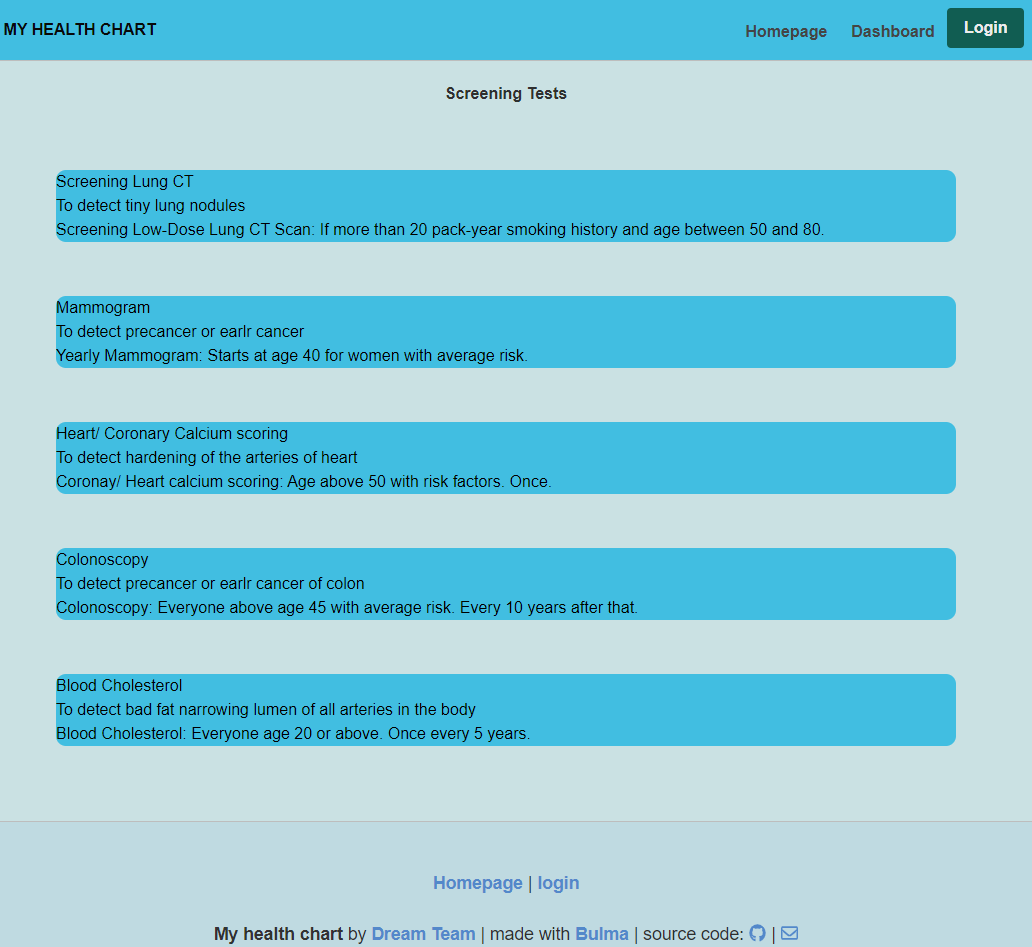 MY HEALTH CHART
Homepage Dashboard Login
Screening Tests
Screening Lung CT
To detect tiny lung nodules
Screening Low-Dose Lung CT Scan: If more than 20 pack-year smoking history and age between 50 and 80.
Mammogram
To detect precancer or earlr cancer
Yearly Mammogram: Starts at age 40 for women with average risk.
Heart/ Coronary Calcium scoring
To detect hardening of the arteries of heart
Coronay/ Heart calcium scoring: Age above 50 with risk factors. Once.
Colonoscopy
To detect precancer or earlr cancer of colon
Colonoscopy: Everyone above age 45 with average risk. Every 10 years after that.
Blood Cholesterol
To detect bad fat narrowing lumen of all arteries in the body
Blood Cholesterol: Everyone age 20 or above. Once every 5 years.
Homepage | login
My health chart by Dream Team | made with Bulma | source code: |